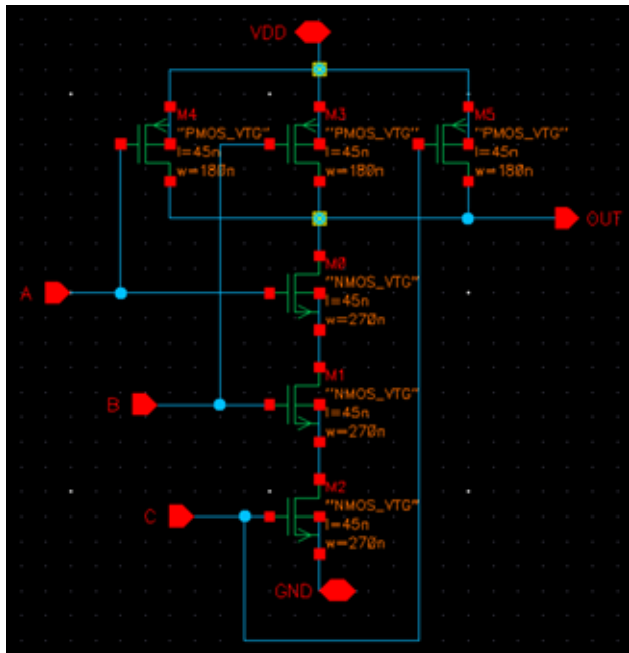 VDD
M4
"PMOS_VTG"
l=45n
w=180n
M3
"PMOS_VTG"
l=45n
w=180n
M5
"PMOS_VTG"
l=45n
w=180n
OUT
M0
"NMOS_VTG"
l=45n
w=270n
A
M1
"NMOS_VTG"
l=45n
w=270n
B
M2
"NMOS_VTG"
l=45n
w=270n
C
GND